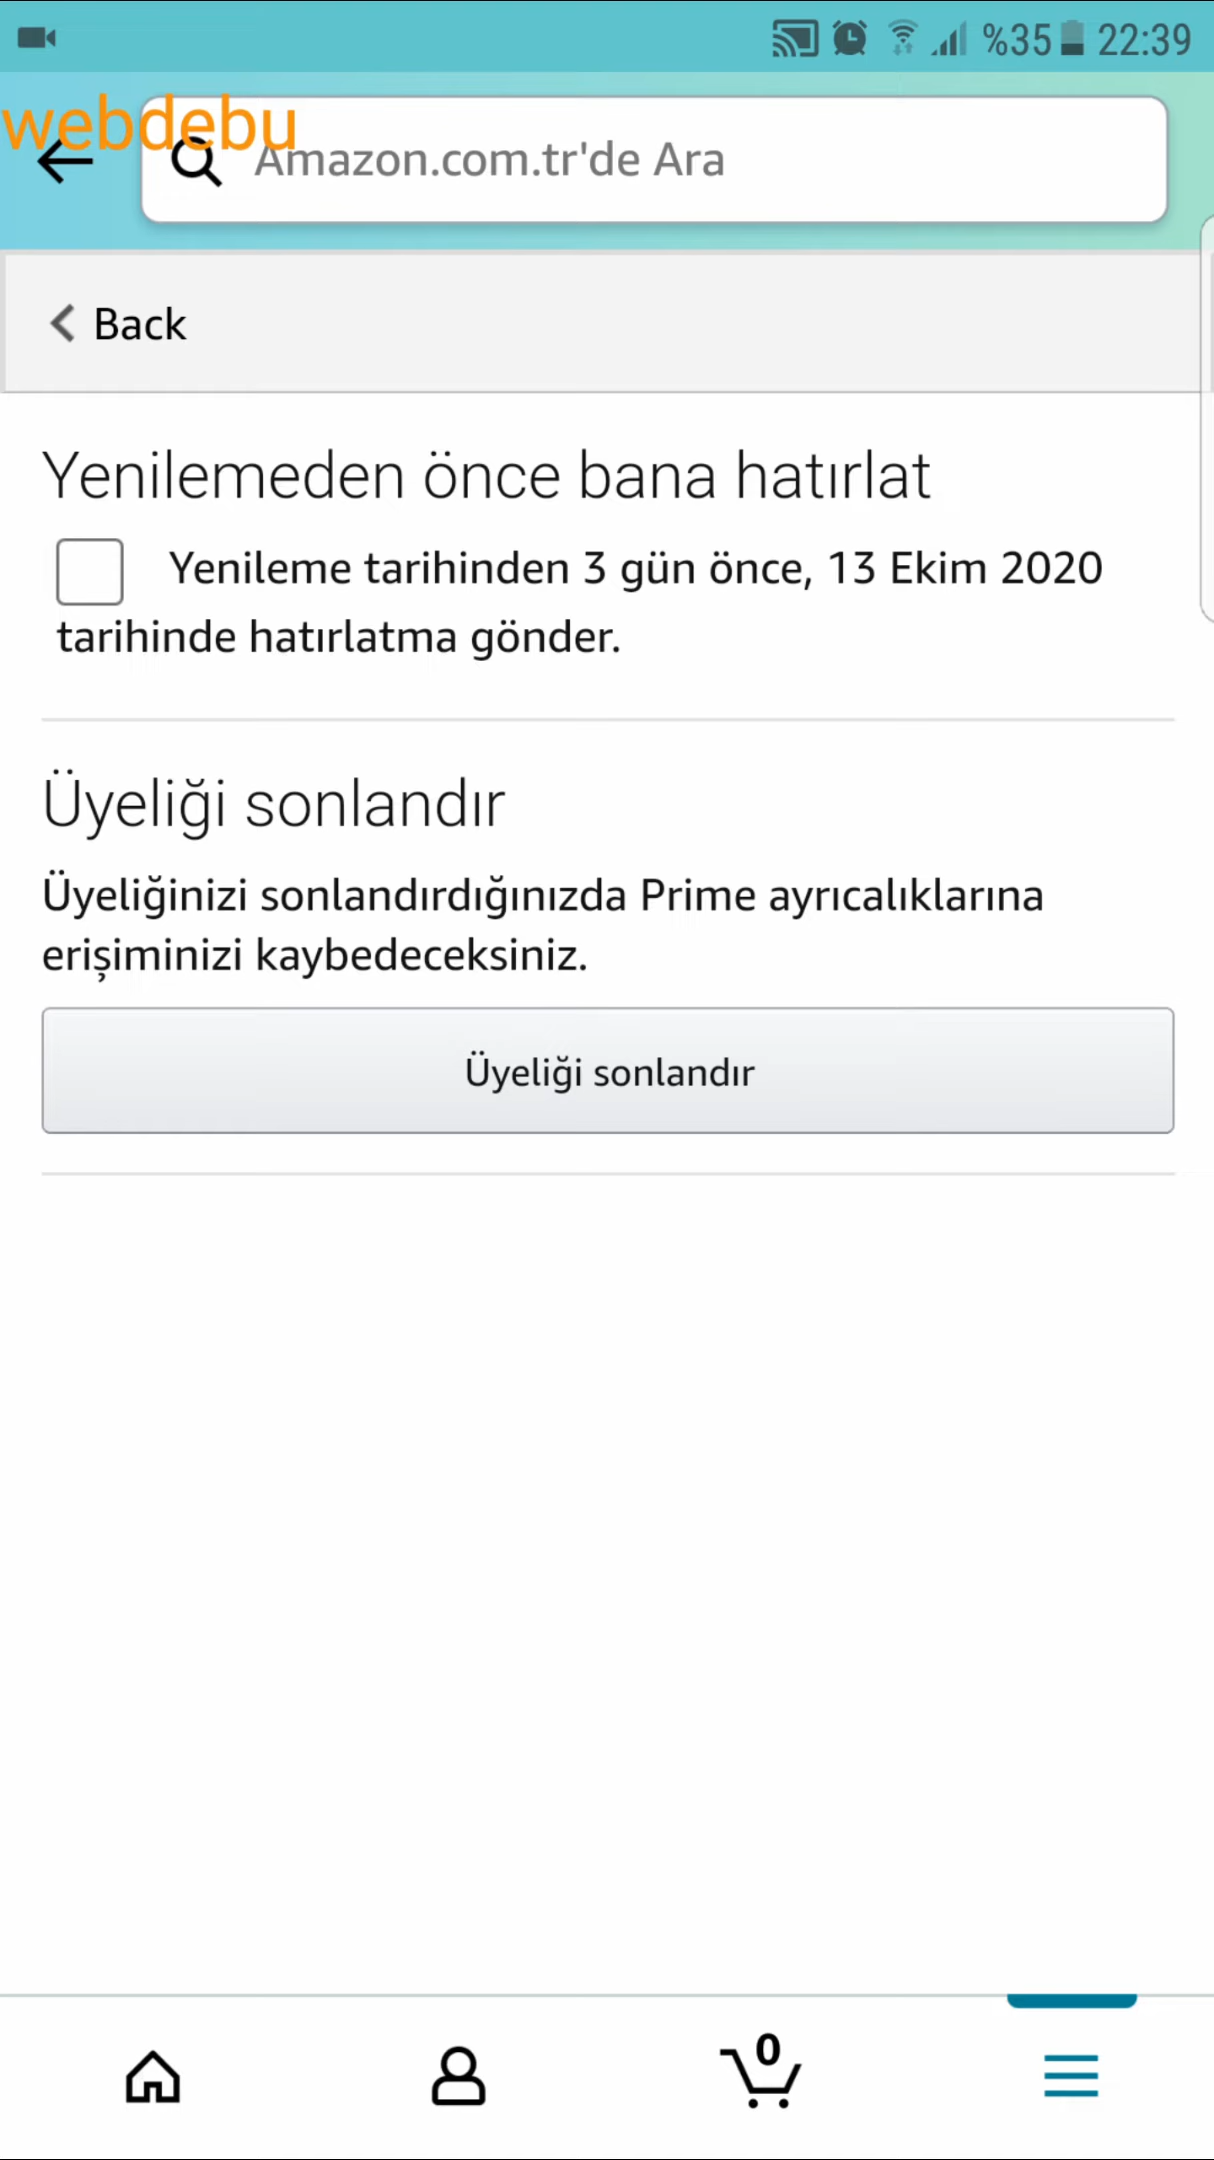 %35 22:39
webdebu
Amazon.com.tr'de Ara
Back
Yenilemeden önce bana hatırlat
Yenileme tarihinden 3 gün önce, 13 Ekim 2020
tarihinde hatırlatma gönder.
Üyeliği sonlandır
Üyeliğinizi sonlandırdığınızda Prime ayrıcalıklarına
erişiminizi kaybedeceksiniz.
Üyeliği sonlandır
0